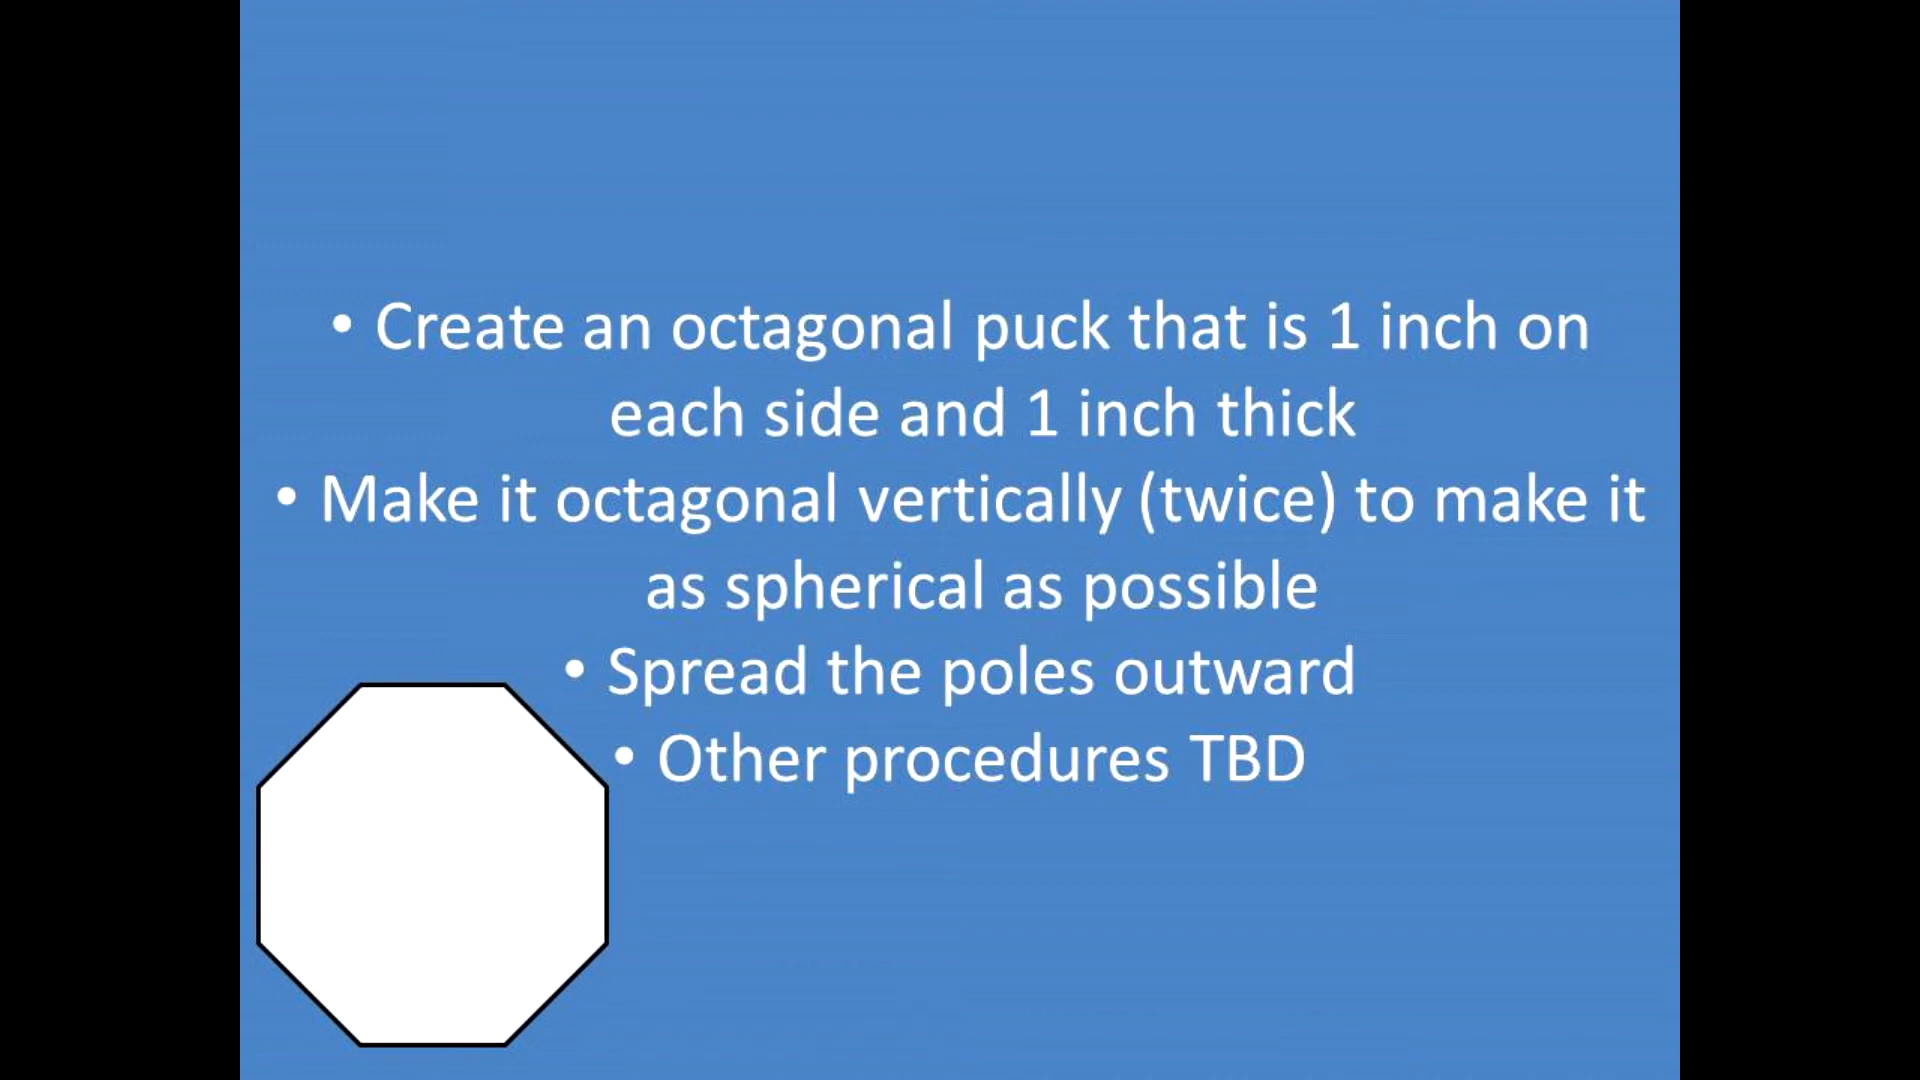 • Create an octagonal puck that is 1 inch on
each side and 1 inch thick
• Make it octagonal vertically (twice) to make it
as spherical as possible
• Spread the poles outward
• Other procedures TBD